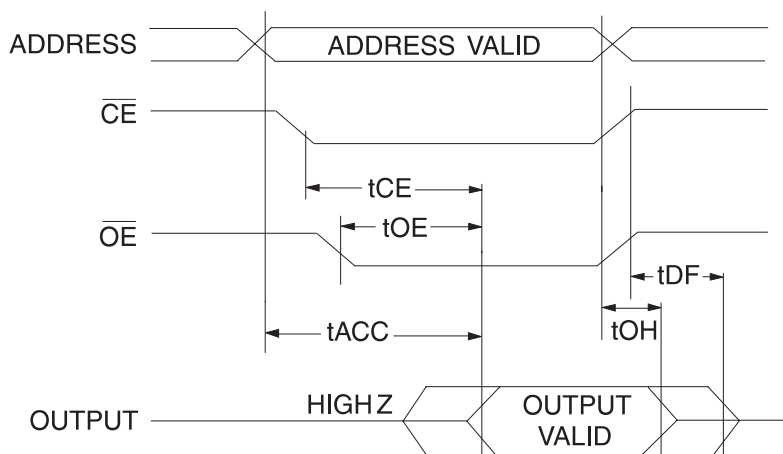 ADDRESS
ADDRESS VALID
CE
tCE
OE
tOE
tDF
tACC
tOH
OUTPUT
HIGH Z
OUTPUT
VALID